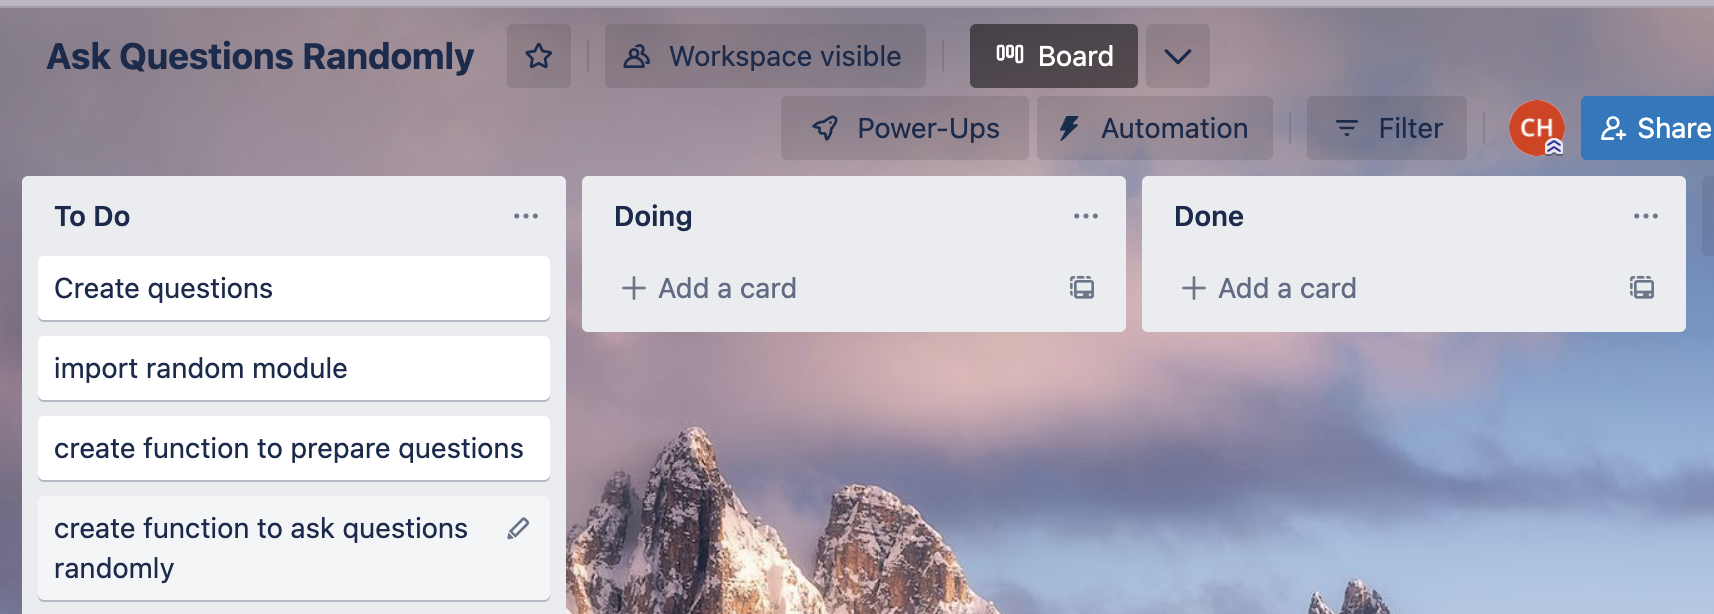 Ask Questions Randomly
Workspace visible
Board
Power-Ups
Automation
Filter
CH
Share
To Do
Create questions
import random module
create function to prepare questions
create function to ask questions
randomly
Doing
Add a card
Done
Add a card